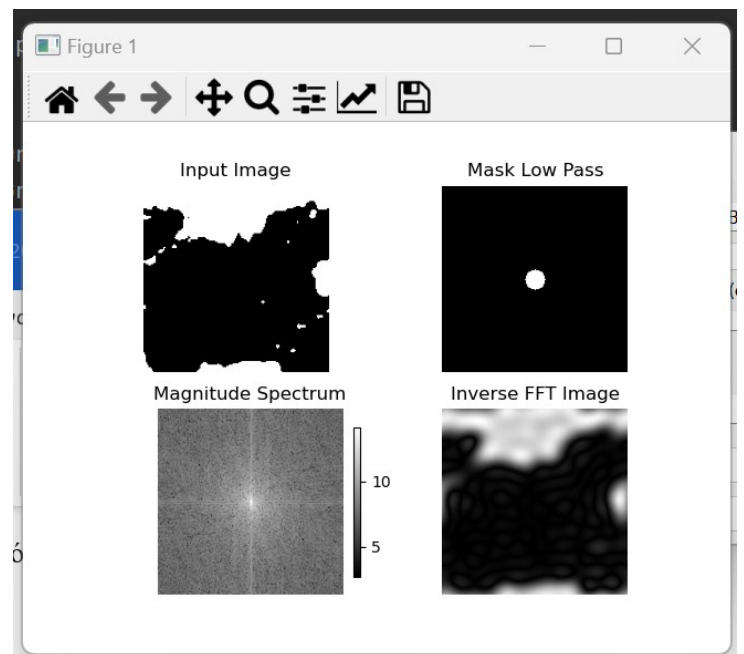 Figure 1
Input Image
Mask Low Pass
Magnitude Spectrum
Inverse FFT Image
10
5
ó